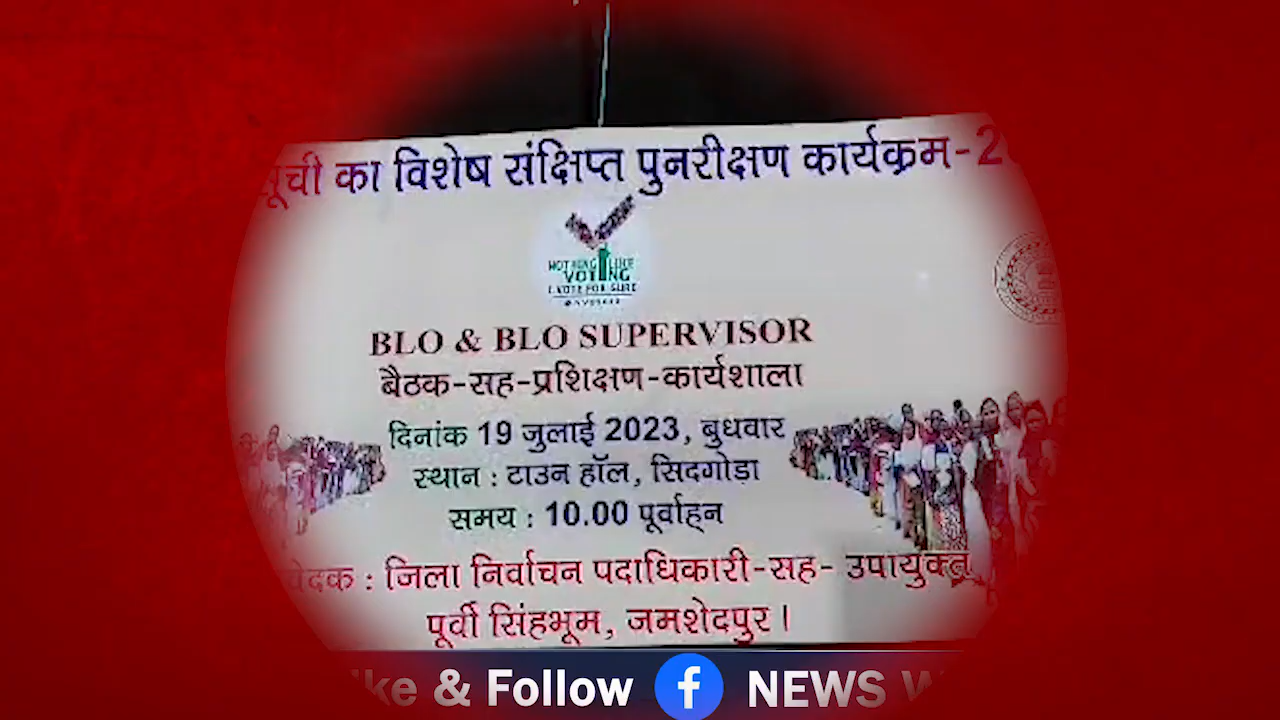 का विशेष संक्षिप्त पुनरीक्षण कार्यक्रम-2
VOTING
BLO & BLO SUPERVISOR
बैठक-सह-प्रशिक्षण-कार्यशाला
दिनांक 19 जुलाई 2023, बुधवार
स्थान : टाउन हॉल, सिदगोड़ा
समय : 10.00 पूर्वाह्न
: जिला निर्वाचन पदाधिकारी-सह- उपायुक्त
पूर्वी सिंहभूम, जमशेदपुर।
& Follow f NEWS